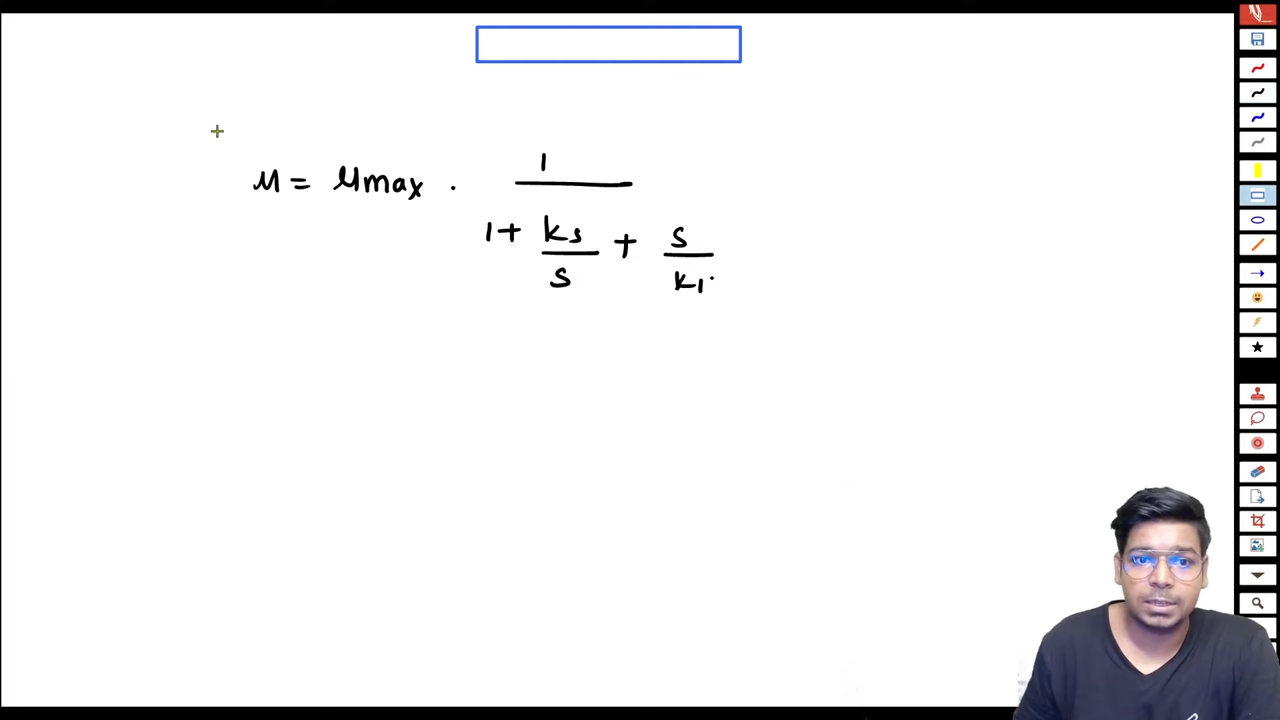 μ = μmax . 1
1 + ks/s + s/ki